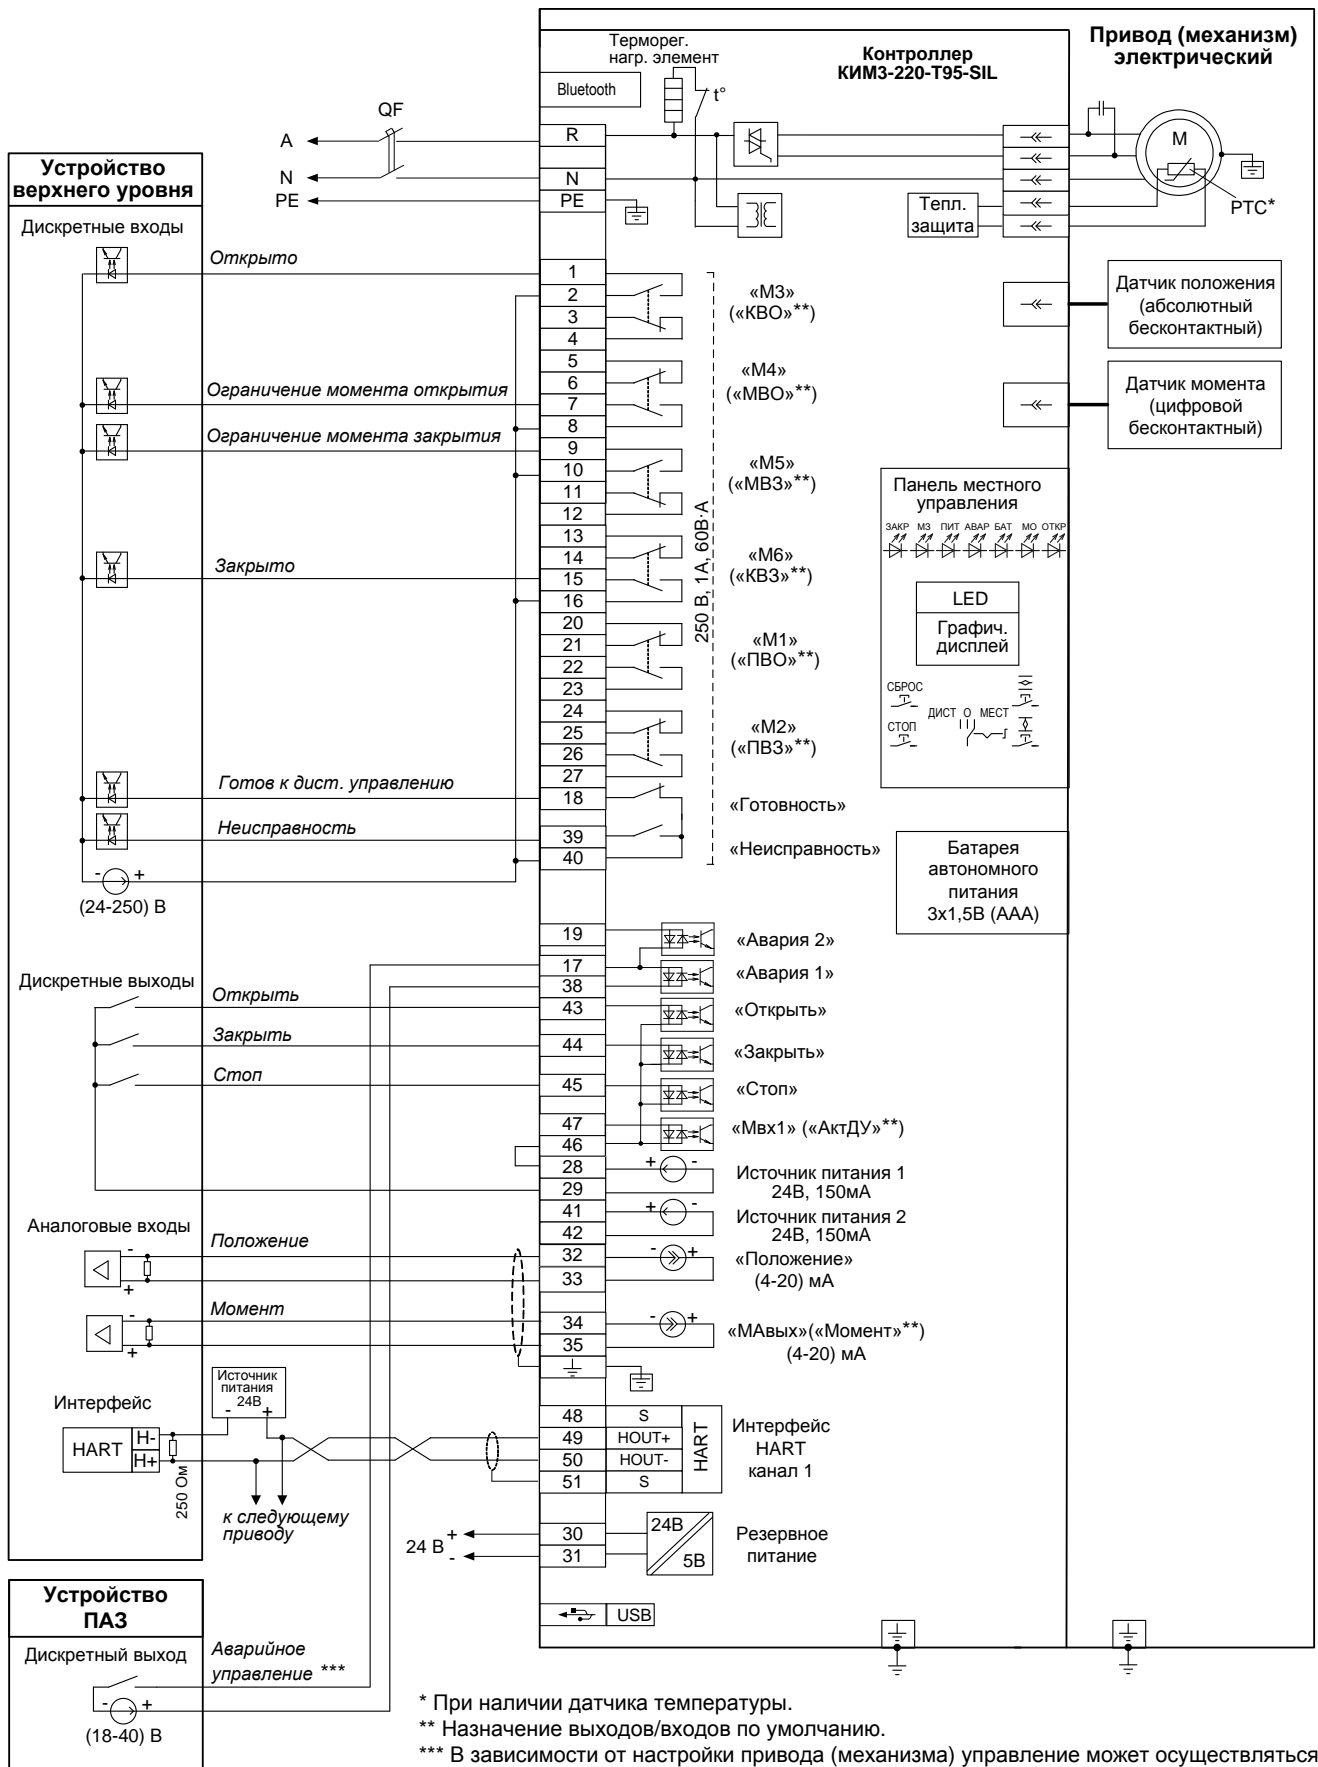 Привод (механизм)
электрический
Контроллер
КИМ3-220-Т95-SIL
Терморег.
нагр. элемент
Bluetooth
t°
QF
A
R
N
N
PE
PE
M
PTC*
Тепл.
защита
Устройство
верхнего уровня
Дискретные входы
Открыто
1
2
3
4
«М3»
(«КВО»**)
Датчик положения
(абсолютный
бесконтактный)
Ограничение момента открытия
5
6
7
8
«М4»
(«МВО»**)
Датчик момента
(цифровой
бесконтактный)
Ограничение момента закрытия
9
10
11
12
«М5»
(«МВЗ»**)
Закрыто
13
14
15
16
«М6»
(«КВЗ»**)
20
21
22
23
«М1»
(«ПВО»**)
24
25
26
27
«М2»
(«ПВЗ»**)
250 В, 1А, 60В·А
Панель местного
управления
ЗАКР МЗ ПИТ АВАР БАТ МО ОТКР
LED
Графич.
дисплей
СБРОС
СТОП
ДИСТ О МЕСТ
Готов к дист. управлению
18
«Готовность»
Неисправность
39
40
«Неисправность»
- +
(24-250) В
Батарея
автономного
питания
3х1,5В (ААА)
19
«Авария 2»
17
38
«Авария 1»
Дискретные выходы
Открыть
43
«Открыть»
Закрыть
44
«Закрыть»
Стоп
45
«Стоп»
47
46
«Мвх1» («АктДУ»**)
28
29
+ -
Источник питания 1
24В, 150мА
41
42
+ -
Источник питания 2
24В, 150мА
Аналоговые входы
Положение
- +
32
33
- +
«Положение»
(4-20) мА
Момент
- +
34
35
- +
«МАвых»(«Момент»**)
(4-20) мА
Источник
питания
24В
- +
Интерфейс
HART
H-
H+
250 Ом
к следующему
приводу
48 S
49 HOUT+
50 HOUT-
51 S
HART
Интерфейс
HART
канал 1
24 В
+
-
30
31
24В
5В
Резервное
питание
USB
Устройство
ПАЗ
Дискретный выход
Аварийное
управление ***
- +
(18-40) В
* При наличии датчика температуры.
** Назначение выходов/входов по умолчанию.
*** В зависимости от настройки привода (механизма) управление может осуществляться